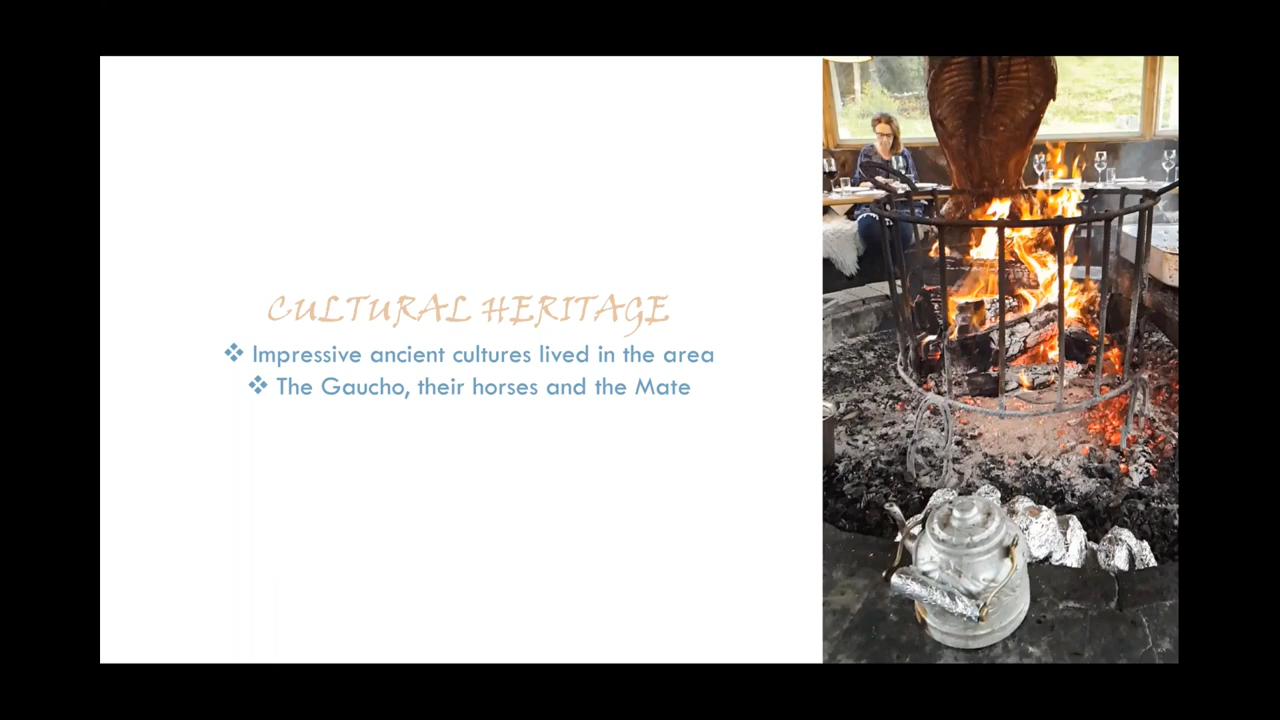 CULTURAL HERITAGE
❖ Impressive ancient cultures lived in the area
❖ The Gaucho, their horses and the Mate